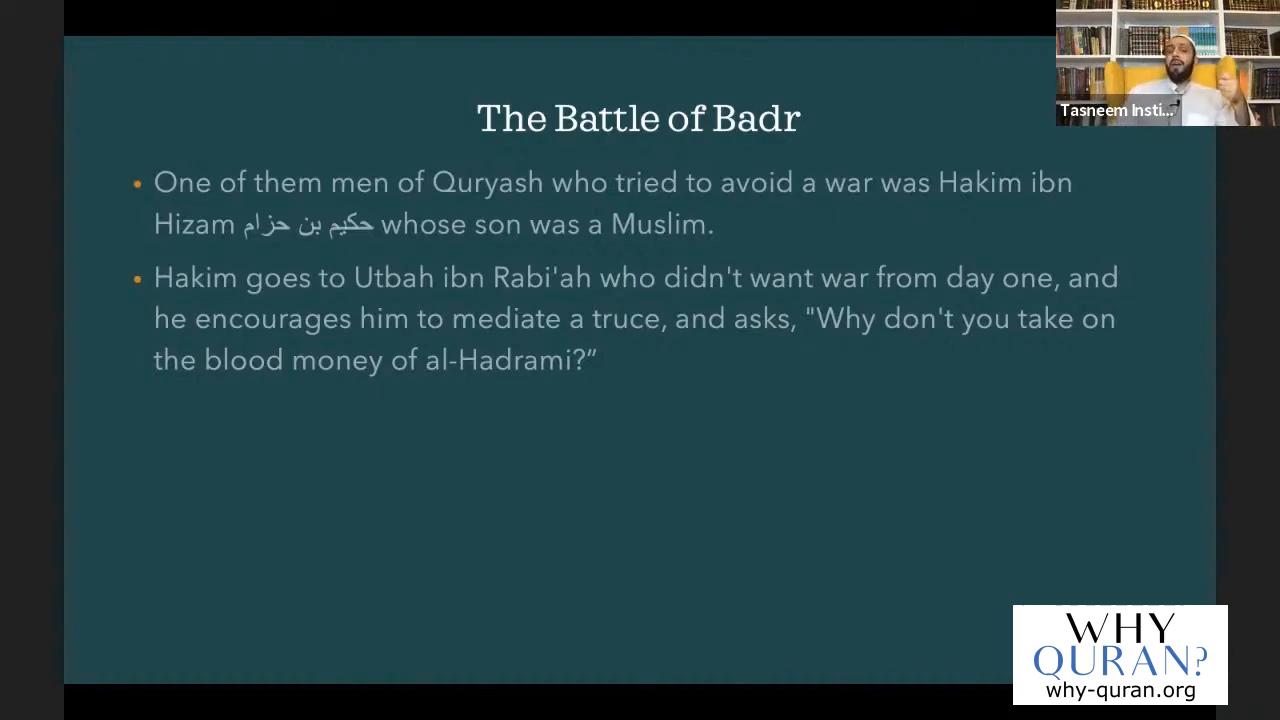 Tasneem Insti...
The Battle of Badr
• One of them men of Quryash who tried to avoid a war was Hakim ibn
Hizam حكيم بن حزام whose son was a Muslim.
• Hakim goes to Utbah ibn Rabi'ah who didn't want war from day one, and
he encourages him to mediate a truce, and asks, "Why don't you take on
the blood money of al-Hadrami?”
WHY
QURAN?
why-quran.org